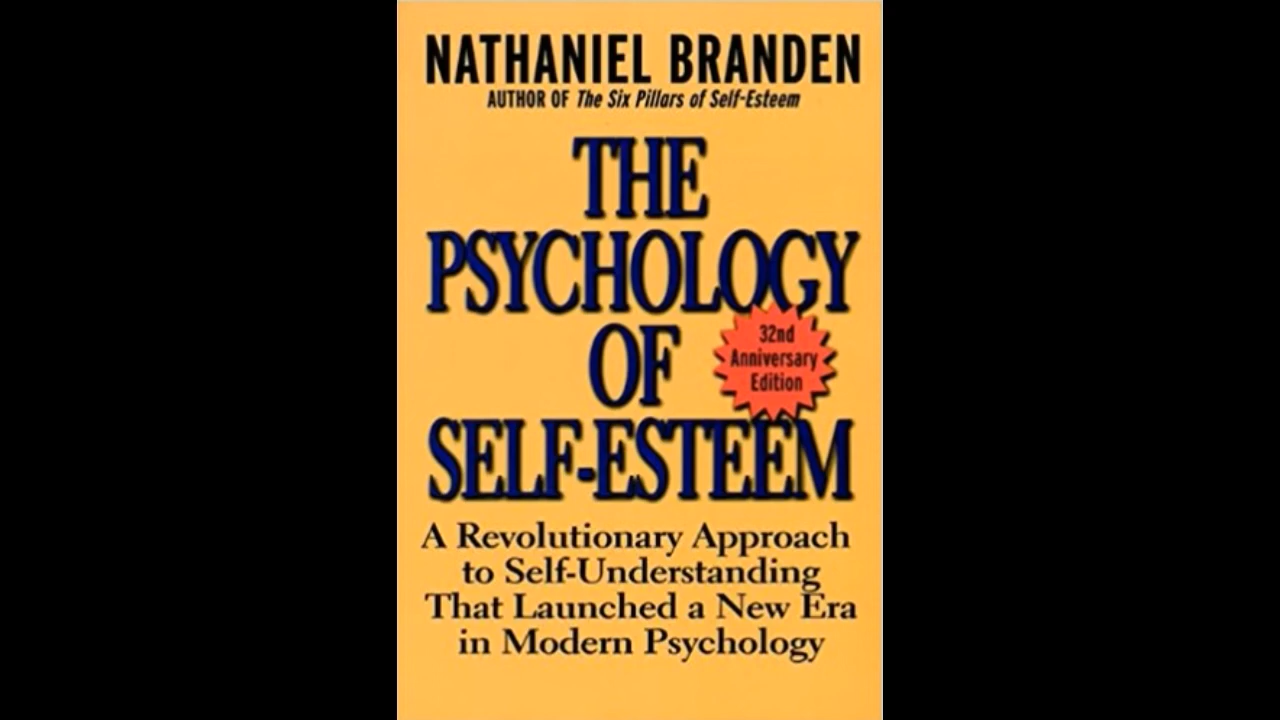 NATHANIEL BRANDEN
AUTHOR OF The Six Pillars of Self-Esteem
THE
PSYCHOLOGY
OF
32nd
Anniversary
Edition
SELF-ESTEEM
A Revolutionary Approach
to Self-Understanding
That Launched a New Era
in Modern Psychology